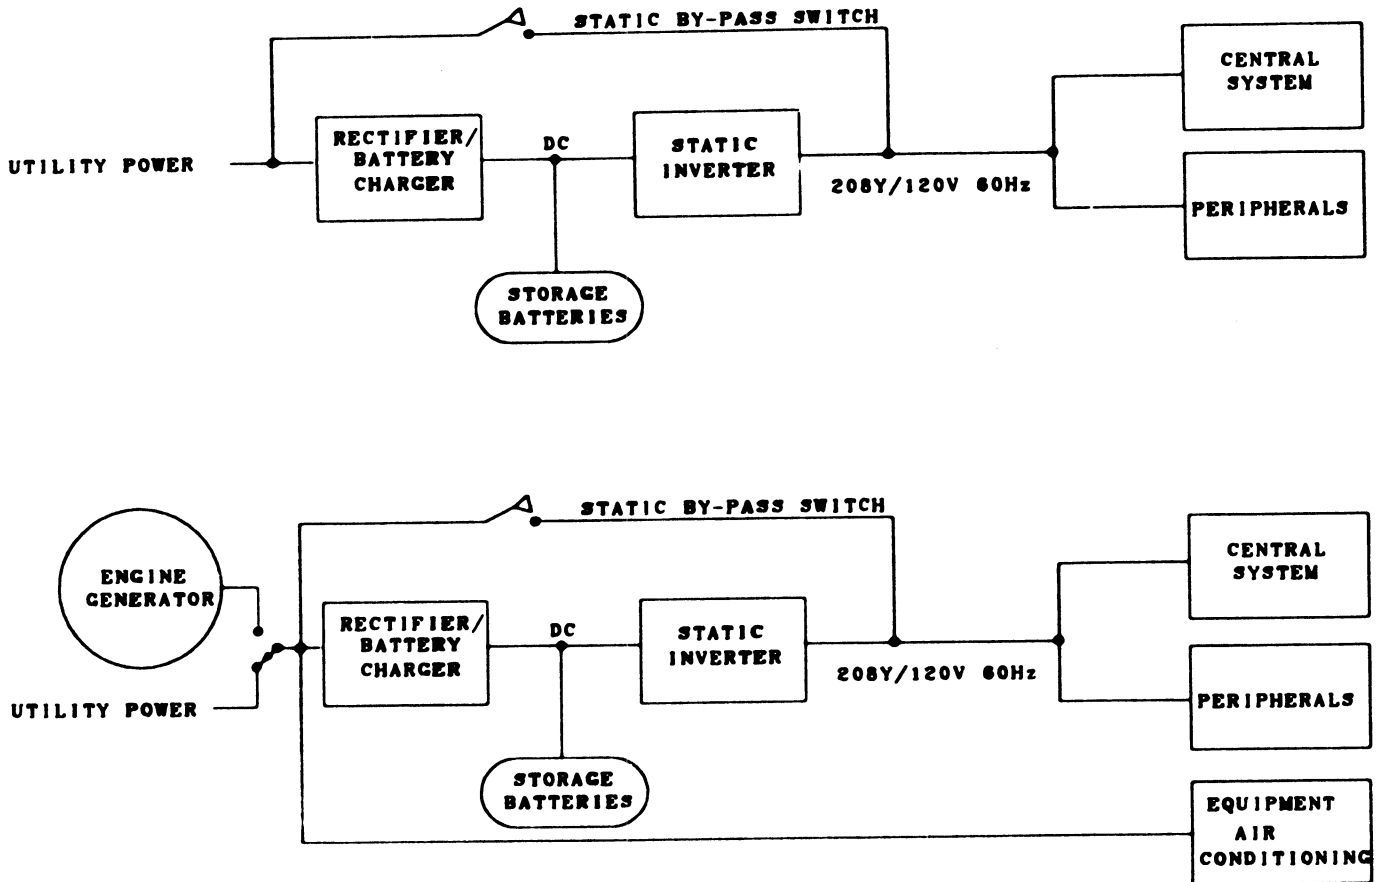 STATIC BY-PASS SWITCH
CENTRAL
SYSTEM
RECTIFIER/
BATTERY
CHARGER
DC
STATIC
INVERTER
UTILITY POWER
208Y/120V 60Hz
PERIPHERALS
STORAGE
BATTERIES
STATIC BY-PASS SWITCH
CENTRAL
SYSTEM
ENGINE
GENERATOR
RECTIFIER/
BATTERY
CHARGER
DC
STATIC
INVERTER
208Y/120V 60Hz
UTILITY POWER
PERIPHERALS
STORAGE
BATTERIES
EQUIPMENT
AIR
CONDITIONING